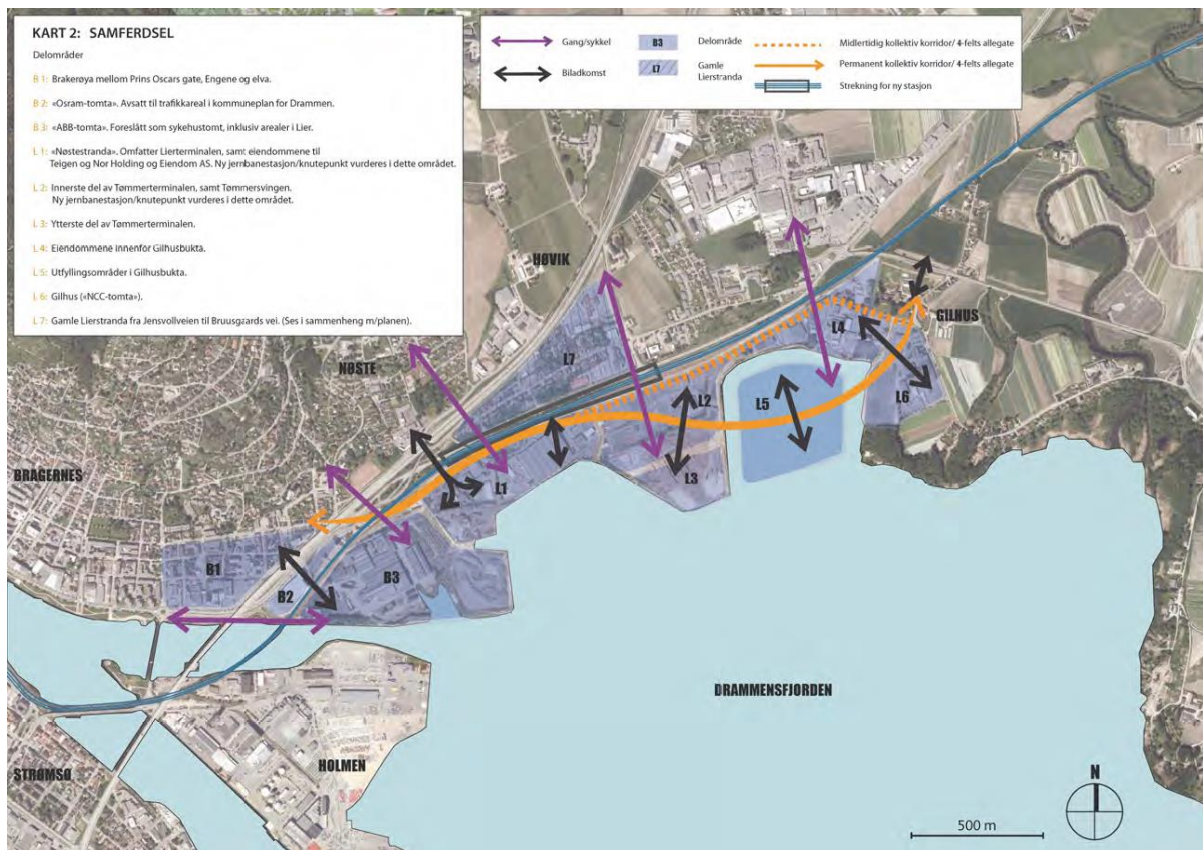 KART 2: SAMFERDSEL
Delområder
B 1: Brakerøya mellom Prins Oscars gate, Engene og elva.
B 2: «Osram-tomta». Avsatt til trafikkareal i kommuneplan for Drammen.
B 3: «ABB-tomta». Foreslått som sykehustomt, inklusiv arealer i Lier.
L 1: «Nøstestranda». Omfatter Lierterminalen, samt eiendommene til
Teigen og Nor Holding og Eiendom AS. Ny jernbanestasjon/knutepunkt vurderes i dette området.
L 2: Innerste del av Tømmerterminalen, samt Tømmersvingen.
Ny jernbanestasjon/knutepunkt vurderes i dette området.
L 3: Ytterste del av Tømmerterminalen.
L 4: Eiendommene innenfor Gilhusbukta.
L 5: Utfyllingsområder i Gilhusbukta.
L 6: Gilhus («NCC-tomta»).
L 7: Gamle Lierstranda fra Jensvollveien til Bruusgaards vei. (Ses i sammenheng m/planen).
Gang/sykkel
Biladkomst
B3
Delområde
L7
Gamle
Lierstranda
Midlertidig kollektiv korridor/ 4-felts allegate
Permanent kollektiv korridor/ 4-felts allegate
Strekning for ny stasjon
HØVIK
GILHUS
L4
NØSTE
L7
L2
L5
L6
BRAGERNES
L1
L3
B1
B2
B3
DRAMMENSFJORDEN
HOLMEN
STRØMSØ
N
500 m